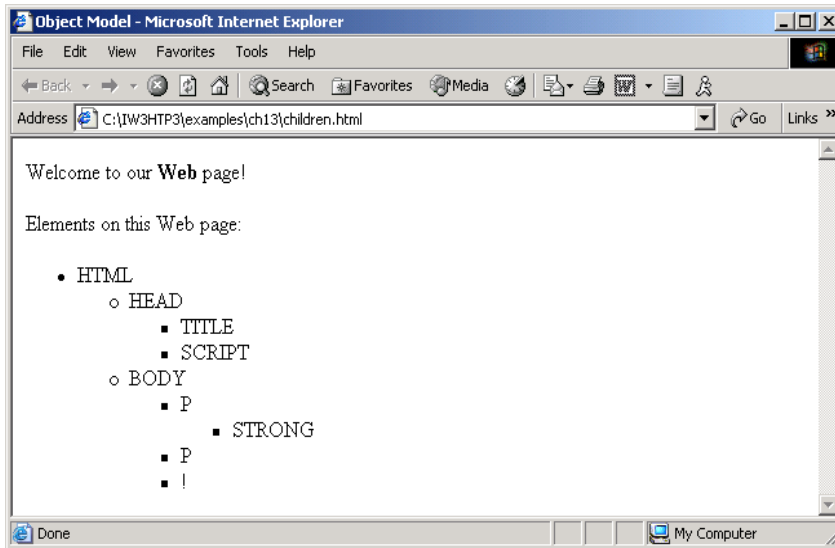 Object Model - Microsoft Internet Explorer
File Edit View Favorites Tools Help
Back Search Favorites Media
Address C:\IW3HTP3\examples\ch13\children.html Go Links »
Welcome to our Web page!
Elements on this Web page:
HTML
HEAD
TITLE
SCRIPT
BODY
P
STRONG
P
!
Done My Computer